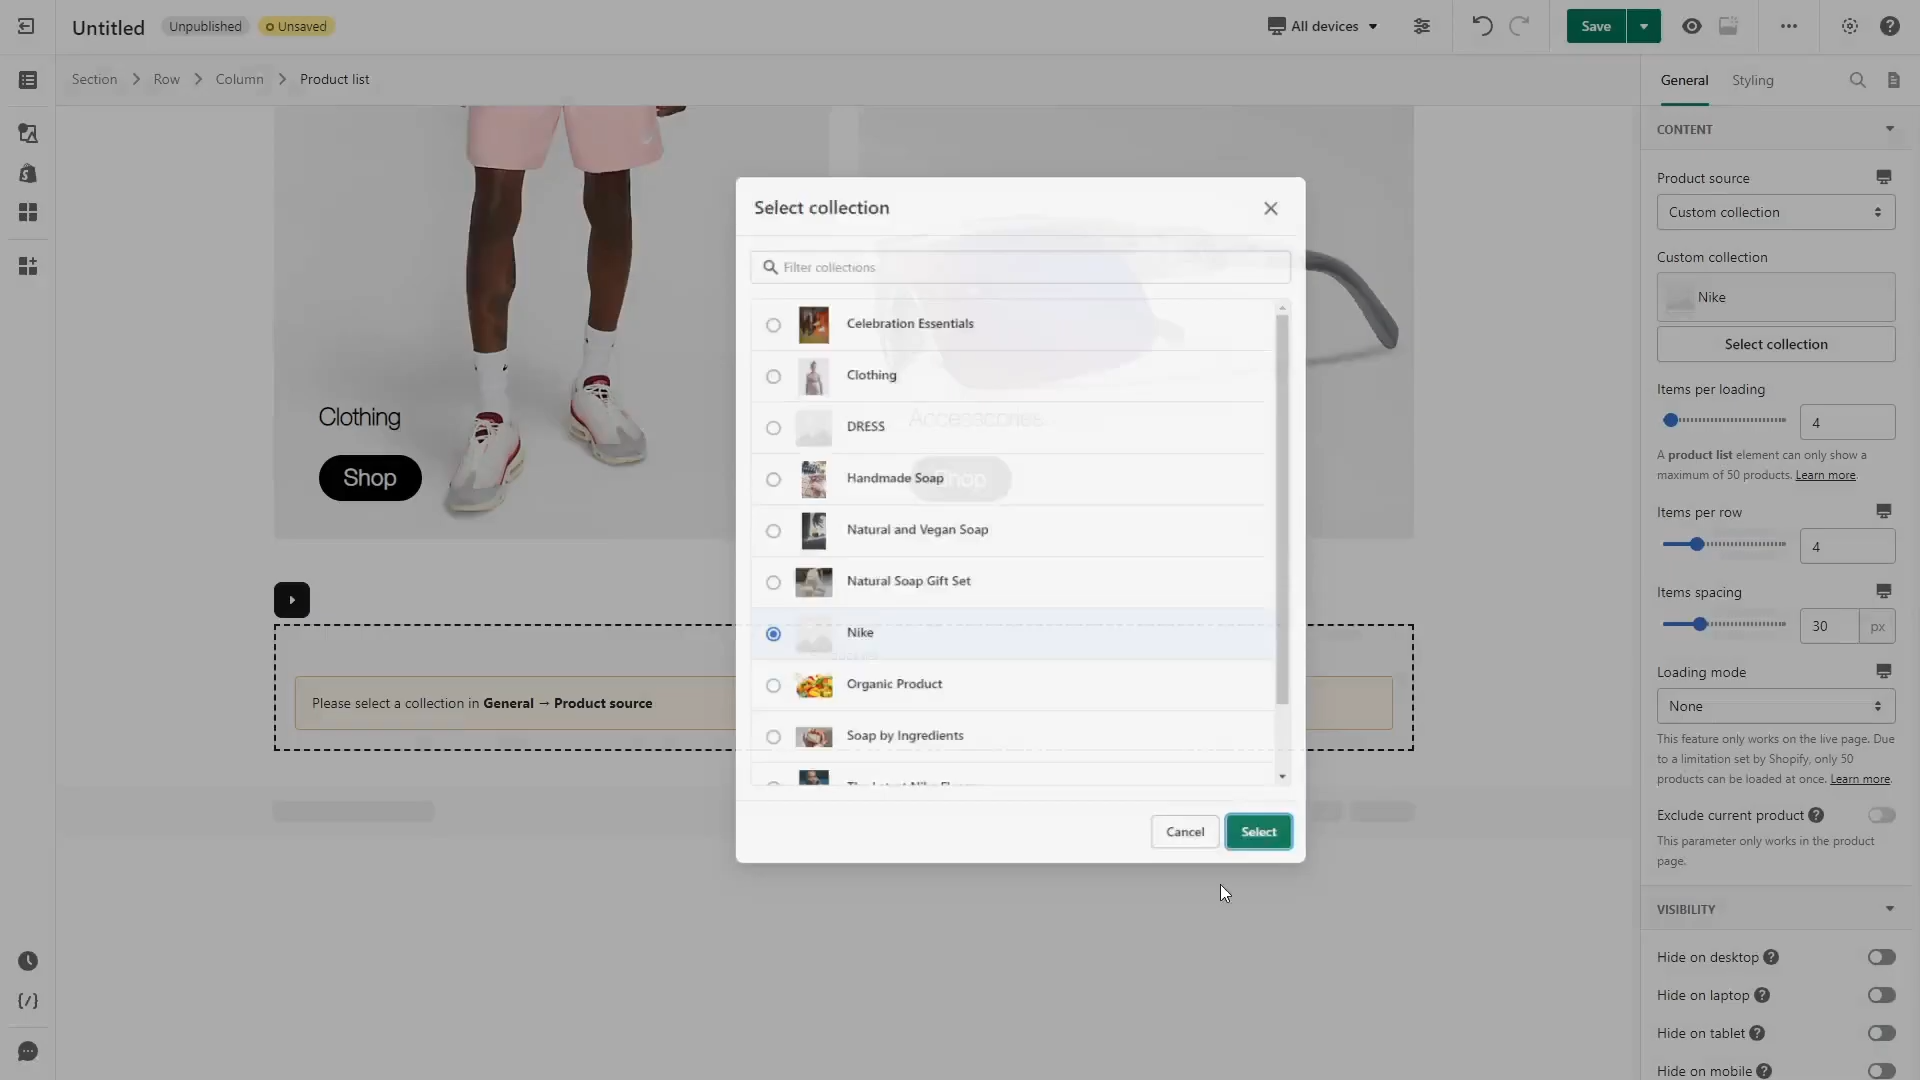 Untitled
Unpublished
Unsaved
All devices
Save
Section
Row
Column
Product list
General
Styling
CONTENT
Product source
Custom collection
Custom collection
Nike
Select collection
Items per loading
4
A product list element can only show a
maximum of 50 products. Learn more.
Items per row
4
Items spacing
30
px
Loading mode
None
This feature only works on the live page. Due
to a limitation set by Shopify, only 50
products can be loaded at once. Learn more.
Exclude current product
This parameter only works in the product
page.
VISIBILITY
Hide on desktop
Hide on laptop
Hide on tablet
Hide on mobile
Clothing
Shop
Please select a collection in General → Product source
Select collection
Filter collections
Celebration Essentials
Clothing
DRESS
Accessories
Handmade Soap
Shop
Natural and Vegan Soap
Natural Soap Gift Set
Nike
Organic Product
Soap by Ingredients
Cancel
Select